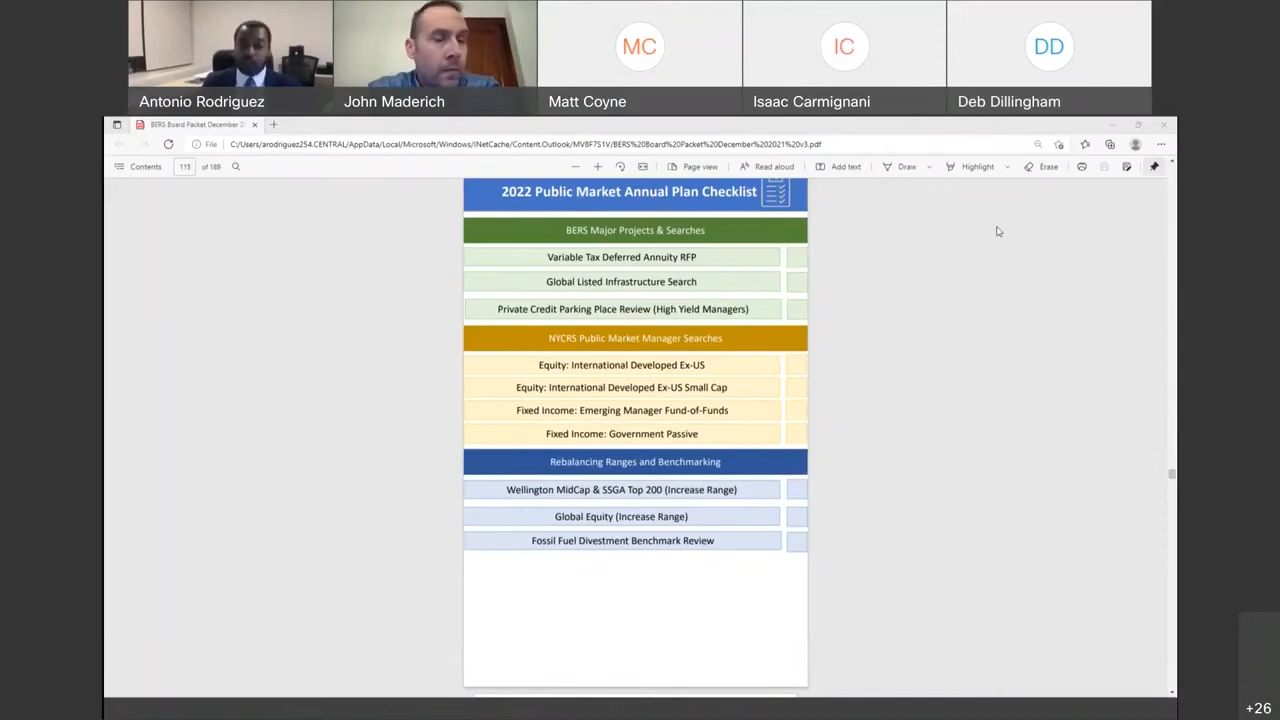 MC
IC
DD
Antonio Rodriguez
John Maderich
Matt Coyne
Isaac Carmignani
Deb Dillingham
BERS Board Packet December 2
File
C:/Users/arodriguez254.CENTRAL/AppData/Local/Microsoft/Windows/INetCache/Content.Outlook/MV8F7S1V/BERS%20Board%20Packet%20December%202021%20v3.pdf
Contents
115
of 189
Page view
Read aloud
Add text
Draw
Highlight
Erase
2022 Public Market Annual Plan Checklist
BERS Major Projects & Searches
Variable Tax Deferred Annuity RFP
Global Listed Infrastructure Search
Private Credit Parking Place Review (High Yield Managers)
NYCRS Public Market Manager Searches
Equity: International Developed Ex-US
Equity: International Developed Ex-US Small Cap
Fixed Income: Emerging Manager Fund-of-Funds
Fixed Income: Government Passive
Rebalancing Ranges and Benchmarking
Wellington MidCap & SSGA Top 200 (Increase Range)
Global Equity (Increase Range)
Fossil Fuel Divestment Benchmark Review
+26